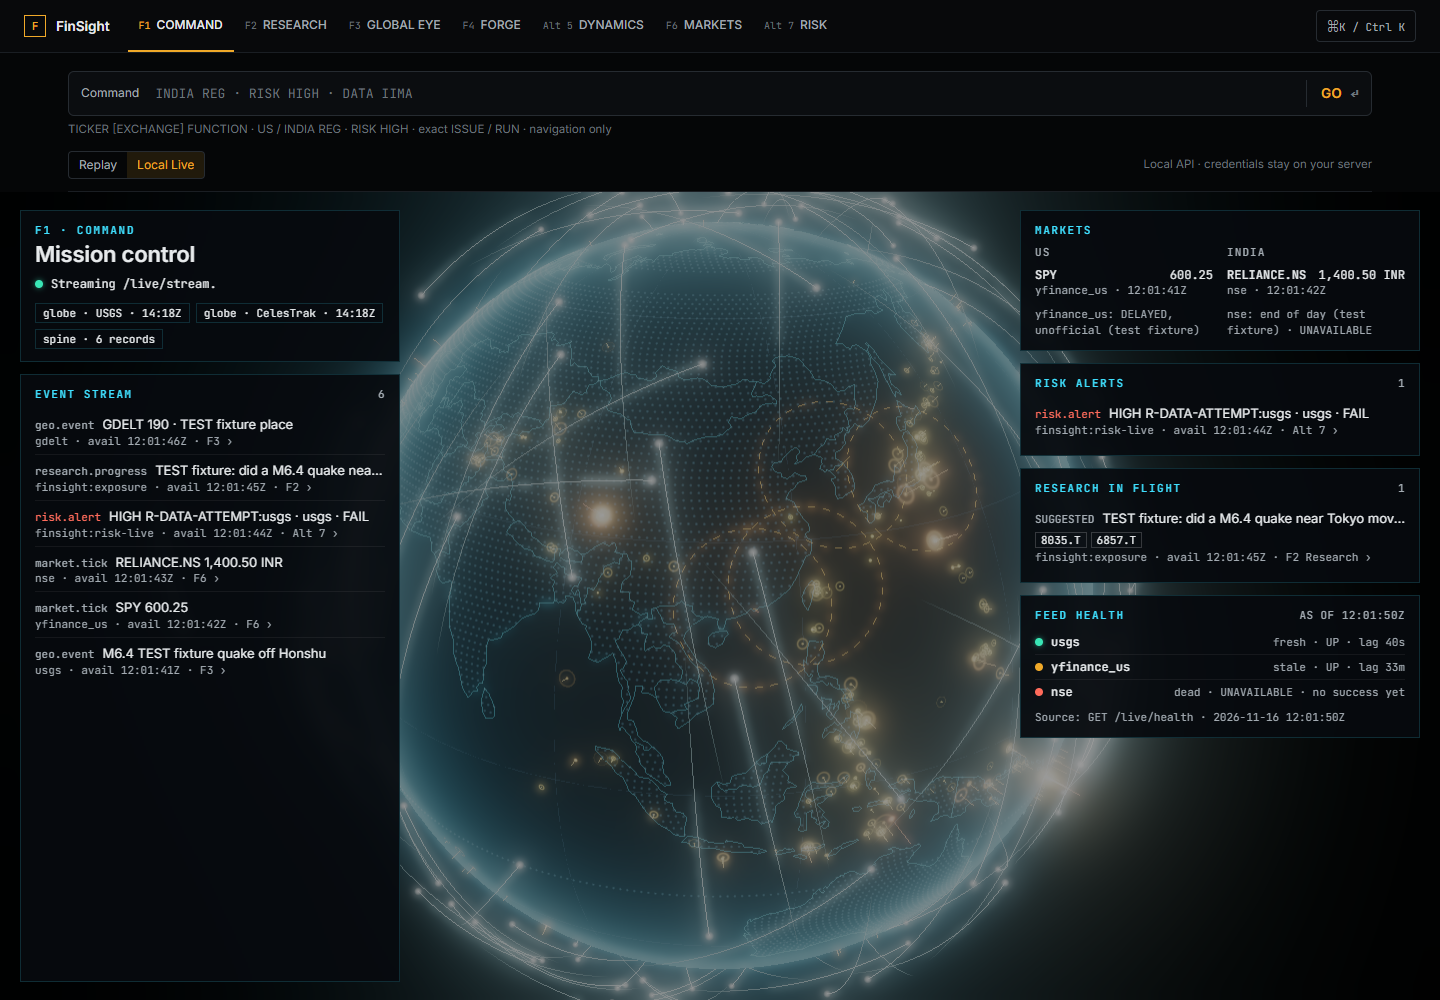 F FinSight F1 COMMAND F2 RESEARCH F3 GLOBAL EYE F4 FORGE Alt 5 DYNAMICS F6 MARKETS Alt 7 RISK ⌘K / Ctrl K
Command INDIA REG · RISK HIGH · DATA IIMA GO ↵
TICKER [EXCHANGE] FUNCTION · US / INDIA REG · RISK HIGH · exact ISSUE / RUN · navigation only
Replay Local Live Local API · credentials stay on your server
F1 · COMMAND
Mission control
Streaming /live/stream.
globe · USGS · 14:18Z globe · CelesTrak · 14:18Z
spine · 6 records
EVENT STREAM 6
geo.event GDELT 190 · TEST fixture place
gdelt · avail 12:01:46Z · F3 ›
research.progress TEST fixture: did a M6.4 quake nea...
finsight:exposure · avail 12:01:45Z · F2 ›
risk.alert HIGH R-DATA-ATTEMPT:usgs · usgs · FAIL
finsight:risk-live · avail 12:01:44Z · Alt 7 ›
market.tick RELIANCE.NS 1,400.50 INR
nse · avail 12:01:43Z · F6 ›
market.tick SPY 600.25
yfinance_us · avail 12:01:42Z · F6 ›
geo.event M6.4 TEST fixture quake off Honshu
usgs · avail 12:01:41Z · F3 ›
MARKETS
US INDIA
SPY 600.25 RELIANCE.NS 1,400.50 INR
yfinance_us · 12:01:41Z nse · 12:01:42Z
yfinance_us: DELAYED, nse: end of day (test
unofficial (test fixture) fixture) · UNAVAILABLE
RISK ALERTS 1
risk.alert HIGH R-DATA-ATTEMPT:usgs · usgs · FAIL
finsight:risk-live · avail 12:01:44Z · Alt 7 ›
RESEARCH IN FLIGHT 1
SUGGESTED TEST fixture: did a M6.4 quake near Tokyo mov...
8035.T 6857.T
finsight:exposure · avail 12:01:45Z · F2 Research ›
FEED HEALTH AS OF 12:01:50Z
usgs fresh · UP · lag 40s
yfinance_us stale · UP · lag 33m
nse dead · UNAVAILABLE · no success yet
Source: GET /live/health · 2026-11-16 12:01:50Z